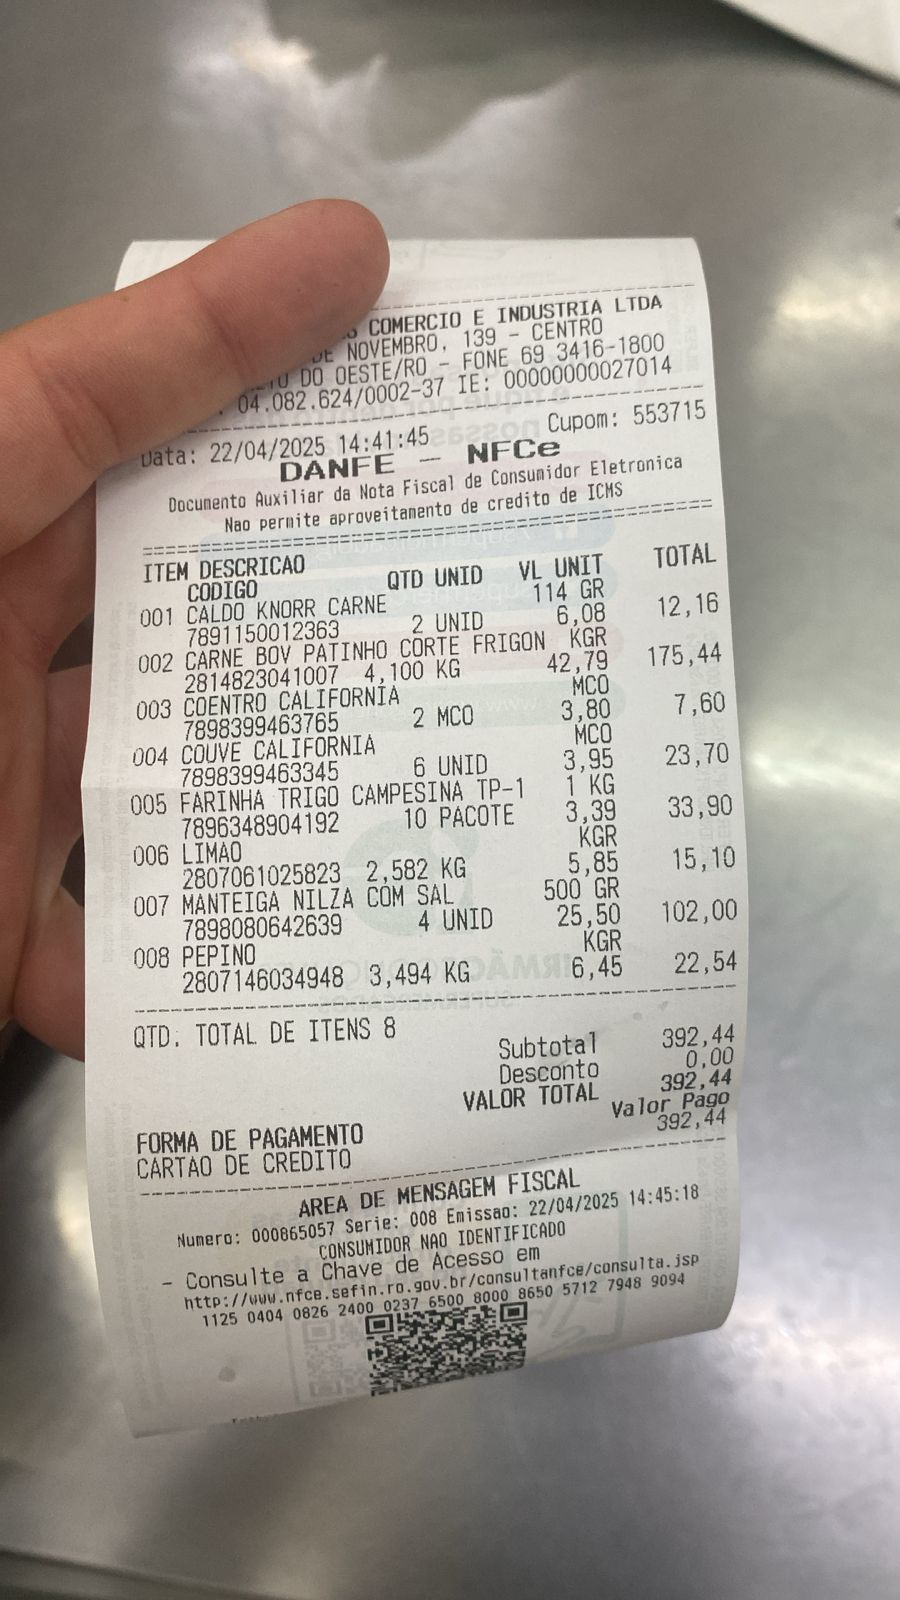 COMERCIO E INDUSTRIA LTDA
DE NOVEMBRO, 139 - CENTRO
DO OESTE/RO - FONE 69 3416-1800
04.082.624/0002-37 IE: 00000000027014
Data: 22/04/2025 14:41:45 Cupom: 553715
DANFE - NFCe
Documento Auxiliar da Nota Fiscal de Consumidor Eletronica
Nao permite aproveitamento de credito de ICMS
ITEM DESCRICAO
CODIGO QTD UNID VL UNIT TOTAL
001 CALDO KNORR CARNE 114 GR
7891150012363 2 UNID 6,08 12,16
002 CARNE BOV PATINHO CORTE FRIGON KGR
2814823041007 4,100 KG 42,79 175,44
003 COENTRO CALIFORNIA MCO
7898399463765 2 MCO 3,80 7,60
004 COUVE CALIFORNIA MCO
7898399463345 6 UNID 3,95 23,70
005 FARINHA TRIGO CAMPESINA TP-1 1 KG
7896348904192 10 PACOTE 3,39 33,90
006 LIMAO KGR
2807061025823 2,582 KG 5,85 15,10
007 MANTEIGA NILZA COM SAL 500 GR
7898080642639 4 UNID 25,50 102,00
008 PEPINO KGR
2807146034948 3,494 KG 6,45 22,54
QTD. TOTAL DE ITENS 8
Subtotal 392,44
Desconto 0,00
VALOR TOTAL 392,44
FORMA DE PAGAMENTO Valor Pago
CARTAO DE CREDITO 392,44
AREA DE MENSAGEM FISCAL
Numero: 000865057 Serie: 008 Emissao: 22/04/2025 14:45:18
CONSUMIDOR NAO IDENTIFICADO
- Consulte a Chave de Acesso em
http://www.nfce.sefin.ro.gov.br/consultanfce/consulta.jsp
1125 0404 0826 2400 0237 6500 8000 8650 5712 7948 9094